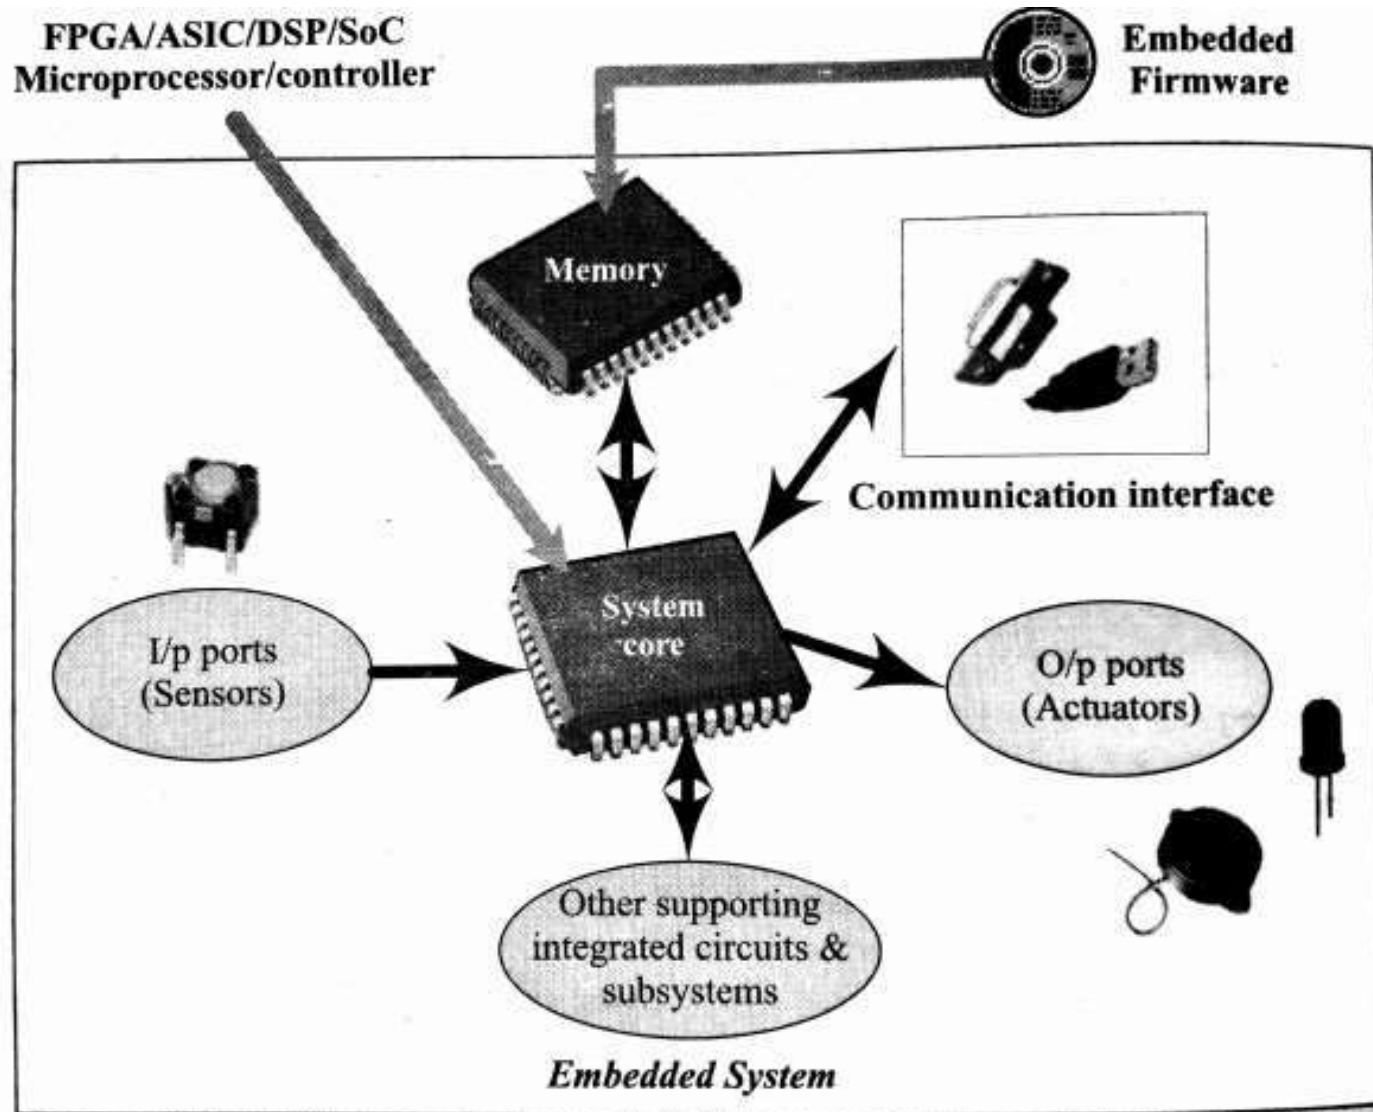 FPGA/ASIC/DSP/SoC
Microprocessor/controller
Embedded
Firmware
Memory
Communication interface
I/p ports
(Sensors)
System
core
O/p ports
(Actuators)
Other supporting
integrated circuits &
subsystems
Embedded System